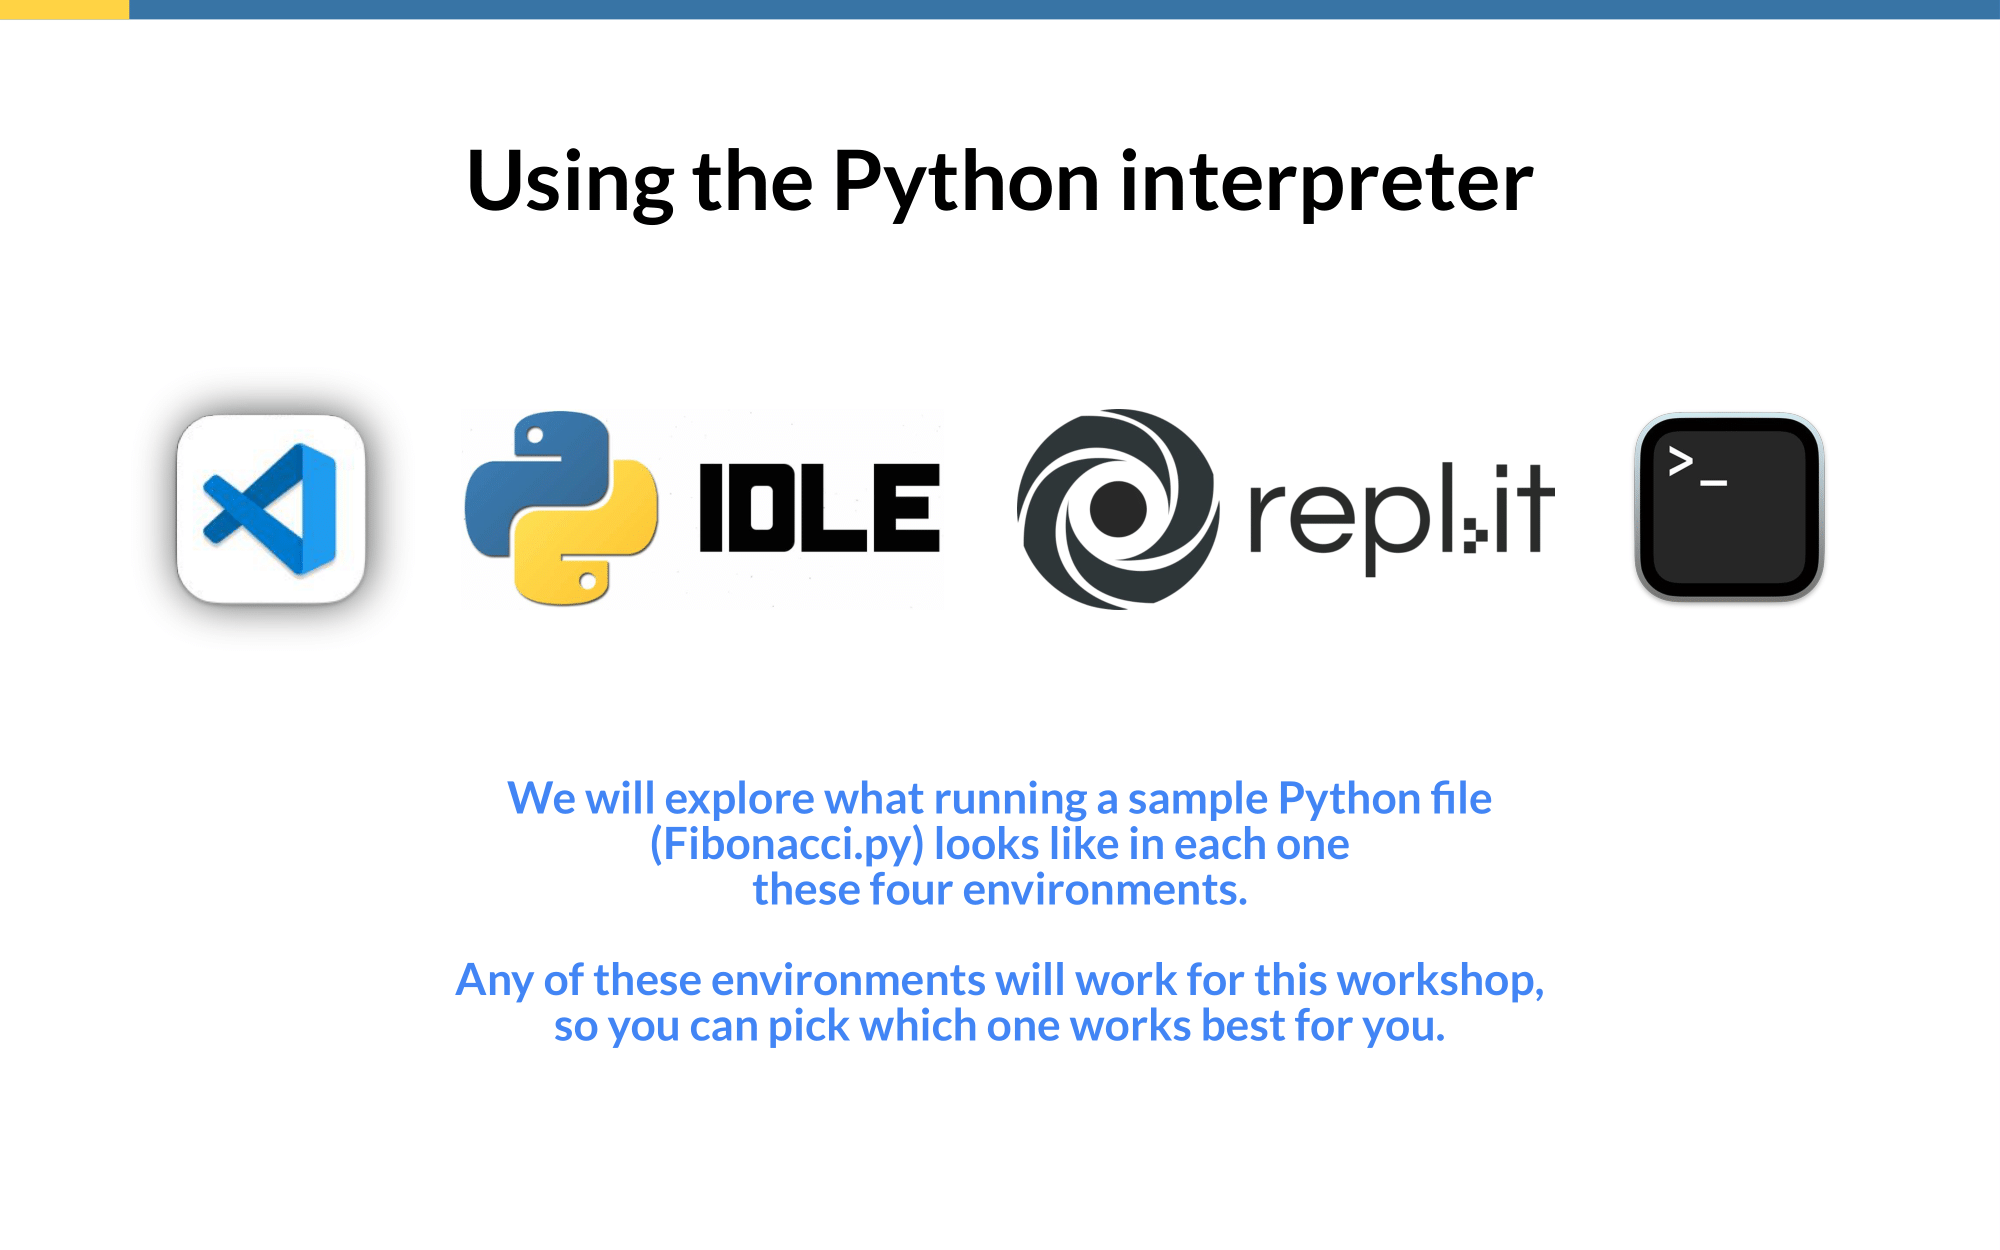 Using the Python interpreter
IDLE
repl.it
>_
We will explore what running a sample Python file
(Fibonacci.py) looks like in each one
these four environments.
Any of these environments will work for this workshop,
so you can pick which one works best for you.